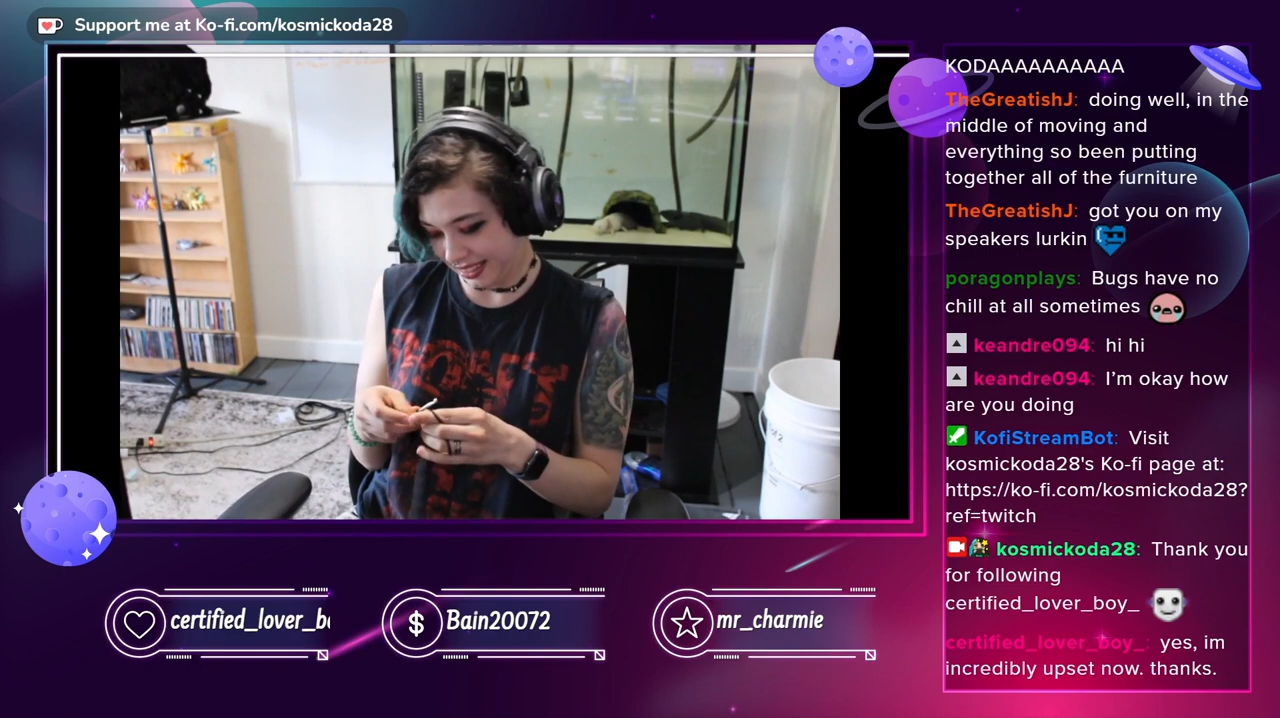 Support me at Ko-fi.com/kosmickoda28
KODAAAAAAAAAA
TheGreatishJ: doing well, in the
middle of moving and
everything so been putting
together all of the furniture
TheGreatishJ: got you on my
speakers lurkin
poragonplays: Bugs have no
chill at all sometimes
keandre094: hi hi
keandre094: I’m okay how
are you doing
KofiStreamBot: Visit
kosmickoda28's Ko-fi page at:
https://ko-fi.com/kosmickoda28?
ref=twitch
kosmickoda28: Thank you
for following
certified_lover_boy_
certified_lover_boy_: yes, im
incredibly upset now. thanks.
certified_lover_bo
$ Bain20072
mr_charmie